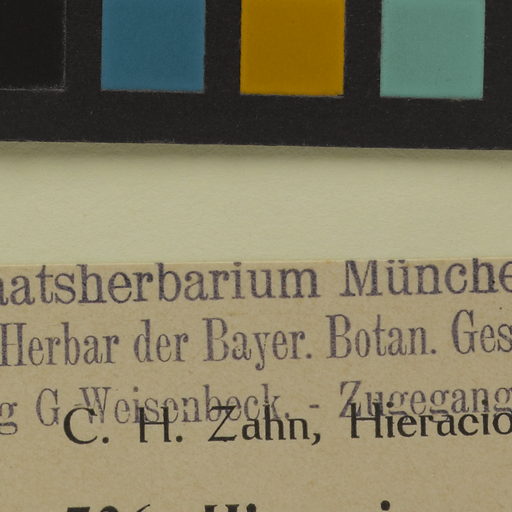 aatsherbarium Münche
Herbar der Bayer. Botan. Ges
g G Weisenbeck. - Zugegang
C. H. Zahn, Hieracio